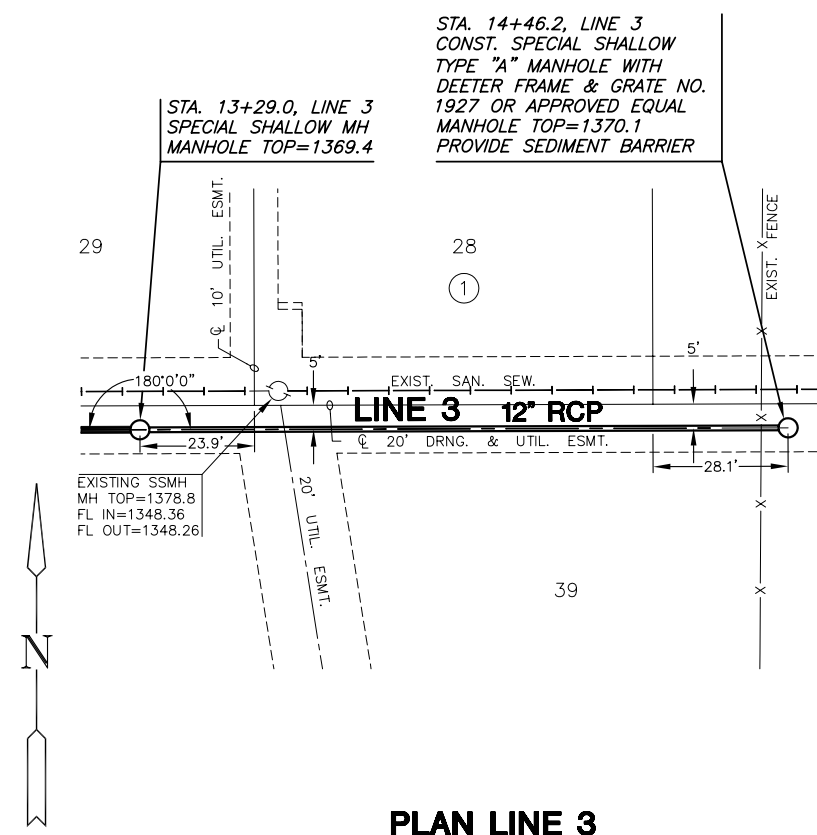 STA. 14+46.2, LINE 3
CONST. SPECIAL SHALLOW
TYPE "A" MANHOLE WITH
DEETER FRAME & GRATE NO.
1927 OR APPROVED EQUAL
MANHOLE TOP=1370.1
PROVIDE SEDIMENT BARRIER
STA. 13+29.0, LINE 3
SPECIAL SHALLOW MH
MANHOLE TOP=1369.4
29
℄ 10' UTIL. ESMT.
28
1
X EXIST. FENCE
X
5'
5'
180°0'0"
EXIST. SAN. SEW.
LINE 3 12" RCP
X
23.9'
℄ 20' DRNG. & UTIL. ESMT.
28.1'
EXISTING SSMH
MH TOP=1378.8
FL IN=1348.36
FL OUT=1348.26
20' UTIL. ESMT.
X
39
X
N
PLAN LINE 3